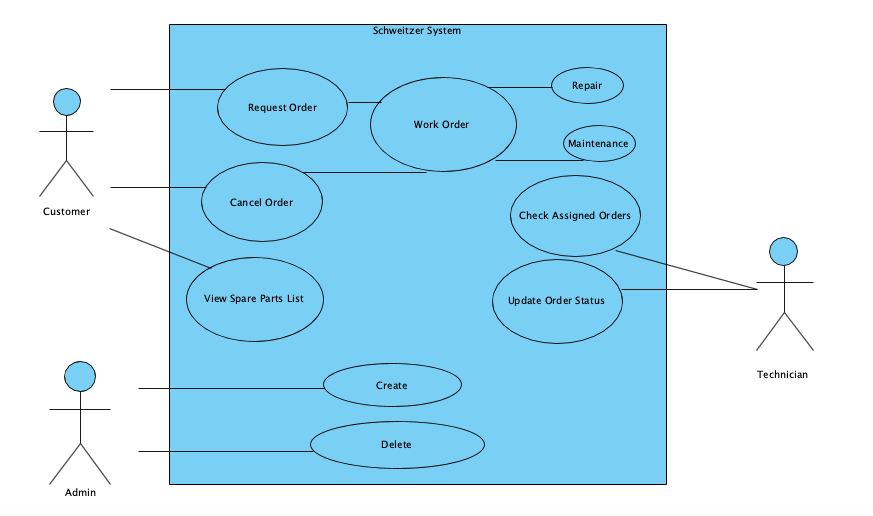 Schweitzer System
Repair
Request Order
Work Order
Maintenance
Customer
Cancel Order
Check Assigned Orders
View Spare Parts List
Update Order Status
Technician
Create
Delete
Admin